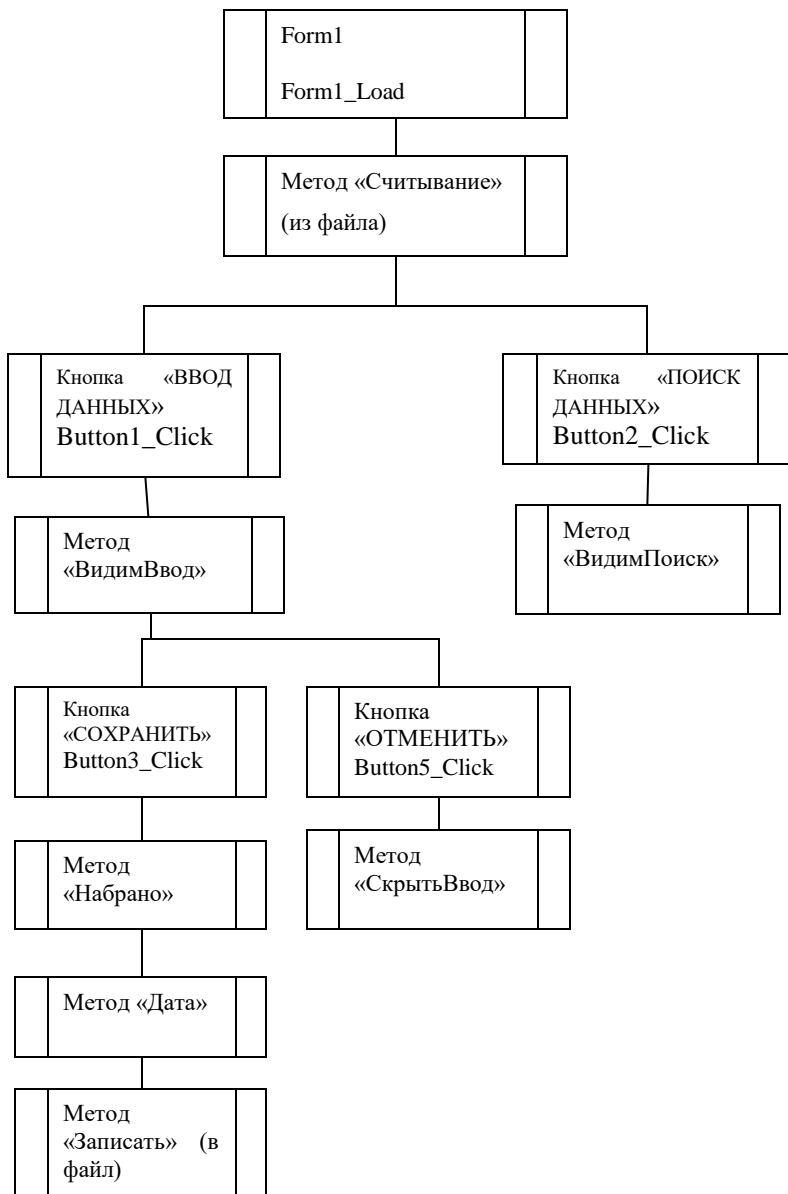 Form1
Form1_Load
Метод «Считывание»
(из файла)
Кнопка «ВВОД
ДАННЫХ»
Button1_Click
Кнопка «ПОИСК
ДАННЫХ»
Button2_Click
Метод
«ВидимВвод»
Метод
«ВидимПоиск»
Кнопка
«СОХРАНИТЬ»
Button3_Click
Кнопка
«ОТМЕНИТЬ»
Button5_Click
Метод
«Набрано»
Метод
«СкрытьВвод»
Метод «Дата»
Метод
«Записать» (в
файл)